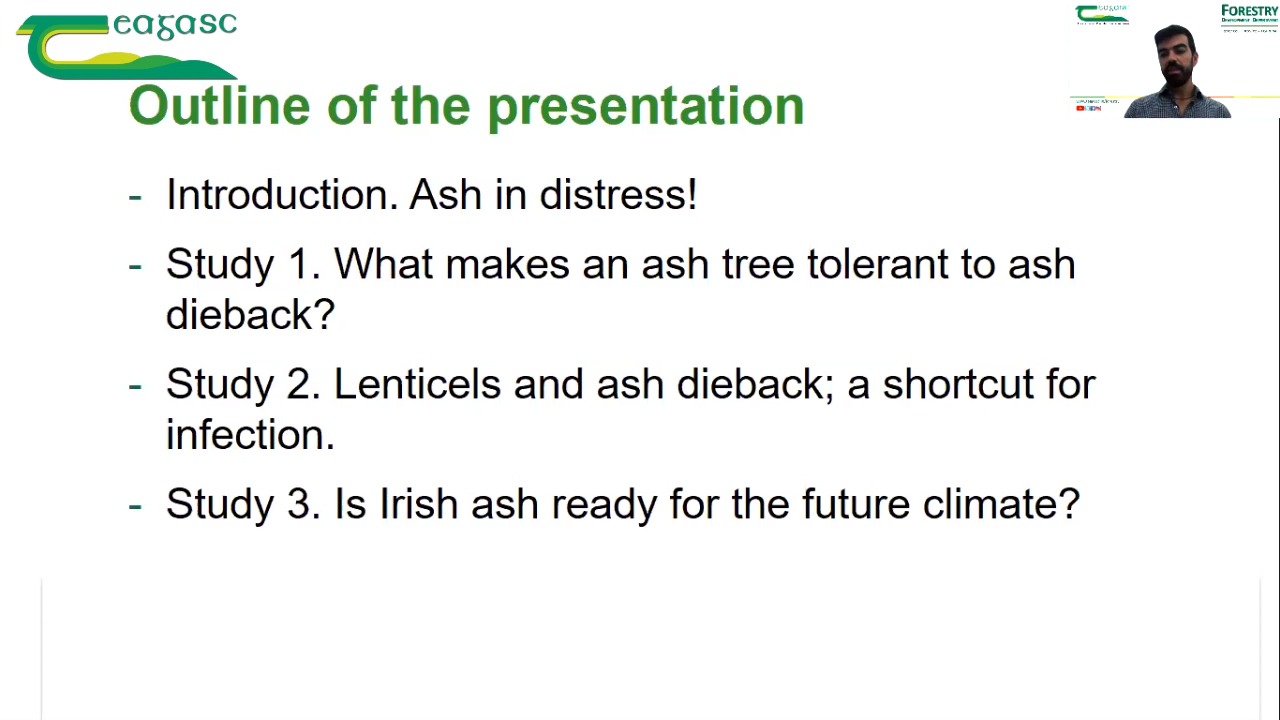 eagasc
Outline of the presentation
- Introduction. Ash in distress!
- Study 1. What makes an ash tree tolerant to ash
dieback?
- Study 2. Lenticels and ash dieback; a shortcut for
infection.
- Study 3. Is Irish ash ready for the future climate?
eagasc
FORESTRY